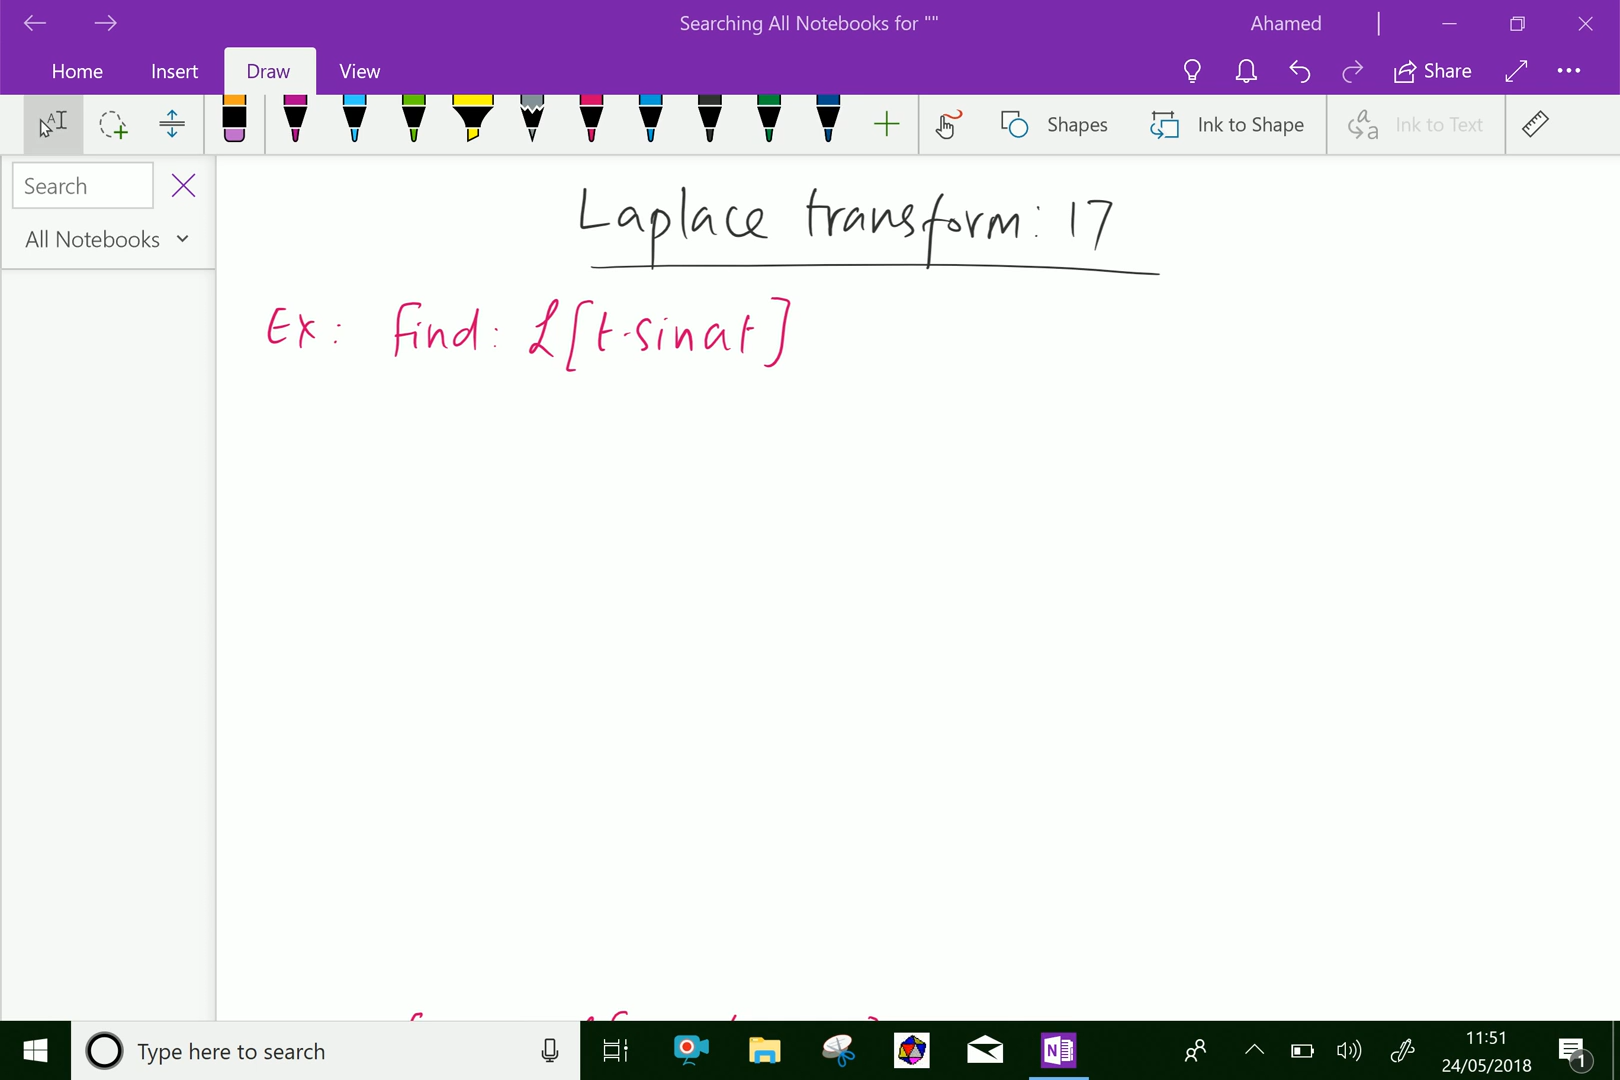 Searching All Notebooks for ""
Ahamed
Home Insert Draw View
Share
Shapes
Ink to Shape
Ink to Text
Search
All Notebooks
Laplace transform: 17
Ex: find: ℒ[t·sinat]
Type here to search
11:51
24/05/2018
1